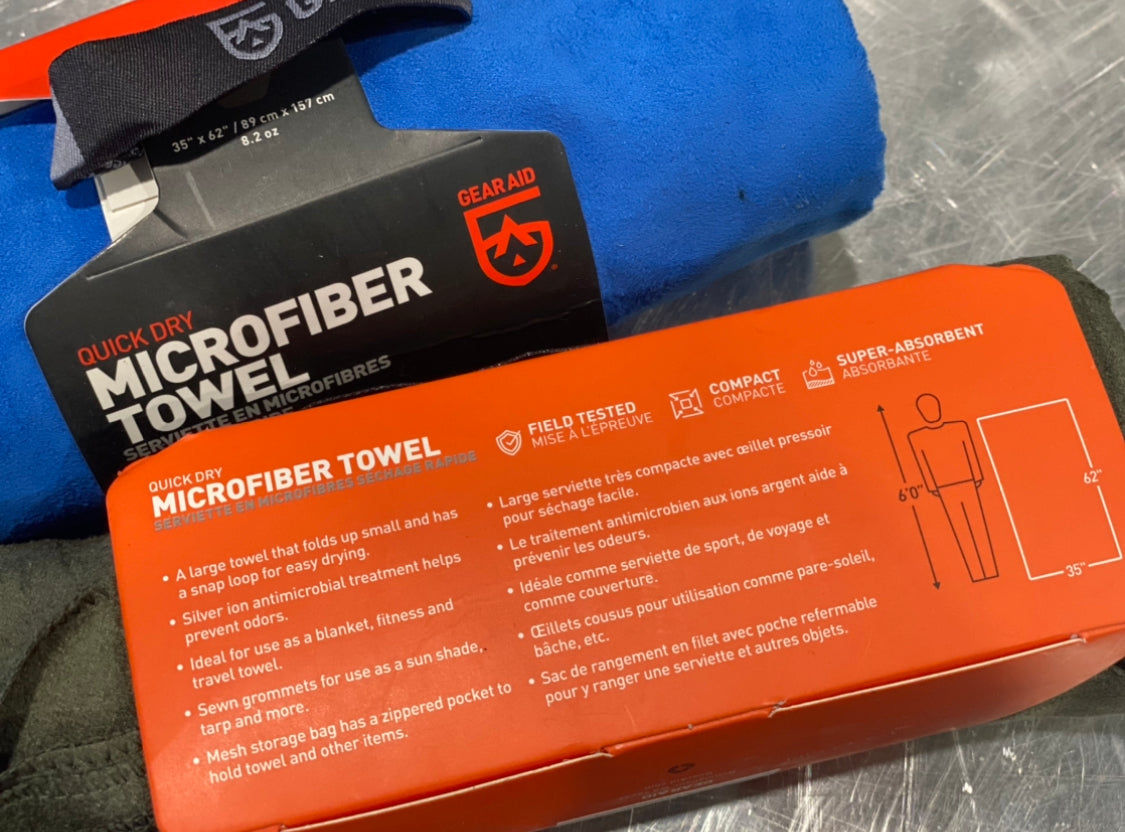 35" x 62" / 89 cm x 157 cm
8.2 oz
GEAR AID
QUICK DRY
MICROFIBER
TOWEL
SERVIETTE EN MICROFIBRES
QUICK DRY
MICROFIBER TOWEL
SERVIETTE EN MICROFIBRES SÉCHAGE RAPIDE
FIELD TESTED
MISE À L'ÉPREUVE
COMPACT
COMPACTE
SUPER-ABSORBENT
ABSORBANTE
• A large towel that folds up small and has
a snap loop for easy drying.
• Silver ion antimicrobial treatment helps
prevent odors.
• Ideal for use as a blanket, fitness and
travel towel.
• Sewn grommets for use as a sun shade,
tarp and more.
• Mesh storage bag has a zippered pocket to
hold towel and other items.
• Large serviette très compacte avec œillet pressoir
pour séchage facile.
• Le traitement antimicrobien aux ions argent aide à
prévenir les odeurs.
• Idéale comme serviette de sport, de voyage et
comme couverture.
• Œillets cousus pour utilisation comme pare-soleil,
bâche, etc.
• Sac de rangement en filet avec poche refermable
pour y ranger une serviette et autres objets.
6'0"
62"
35"